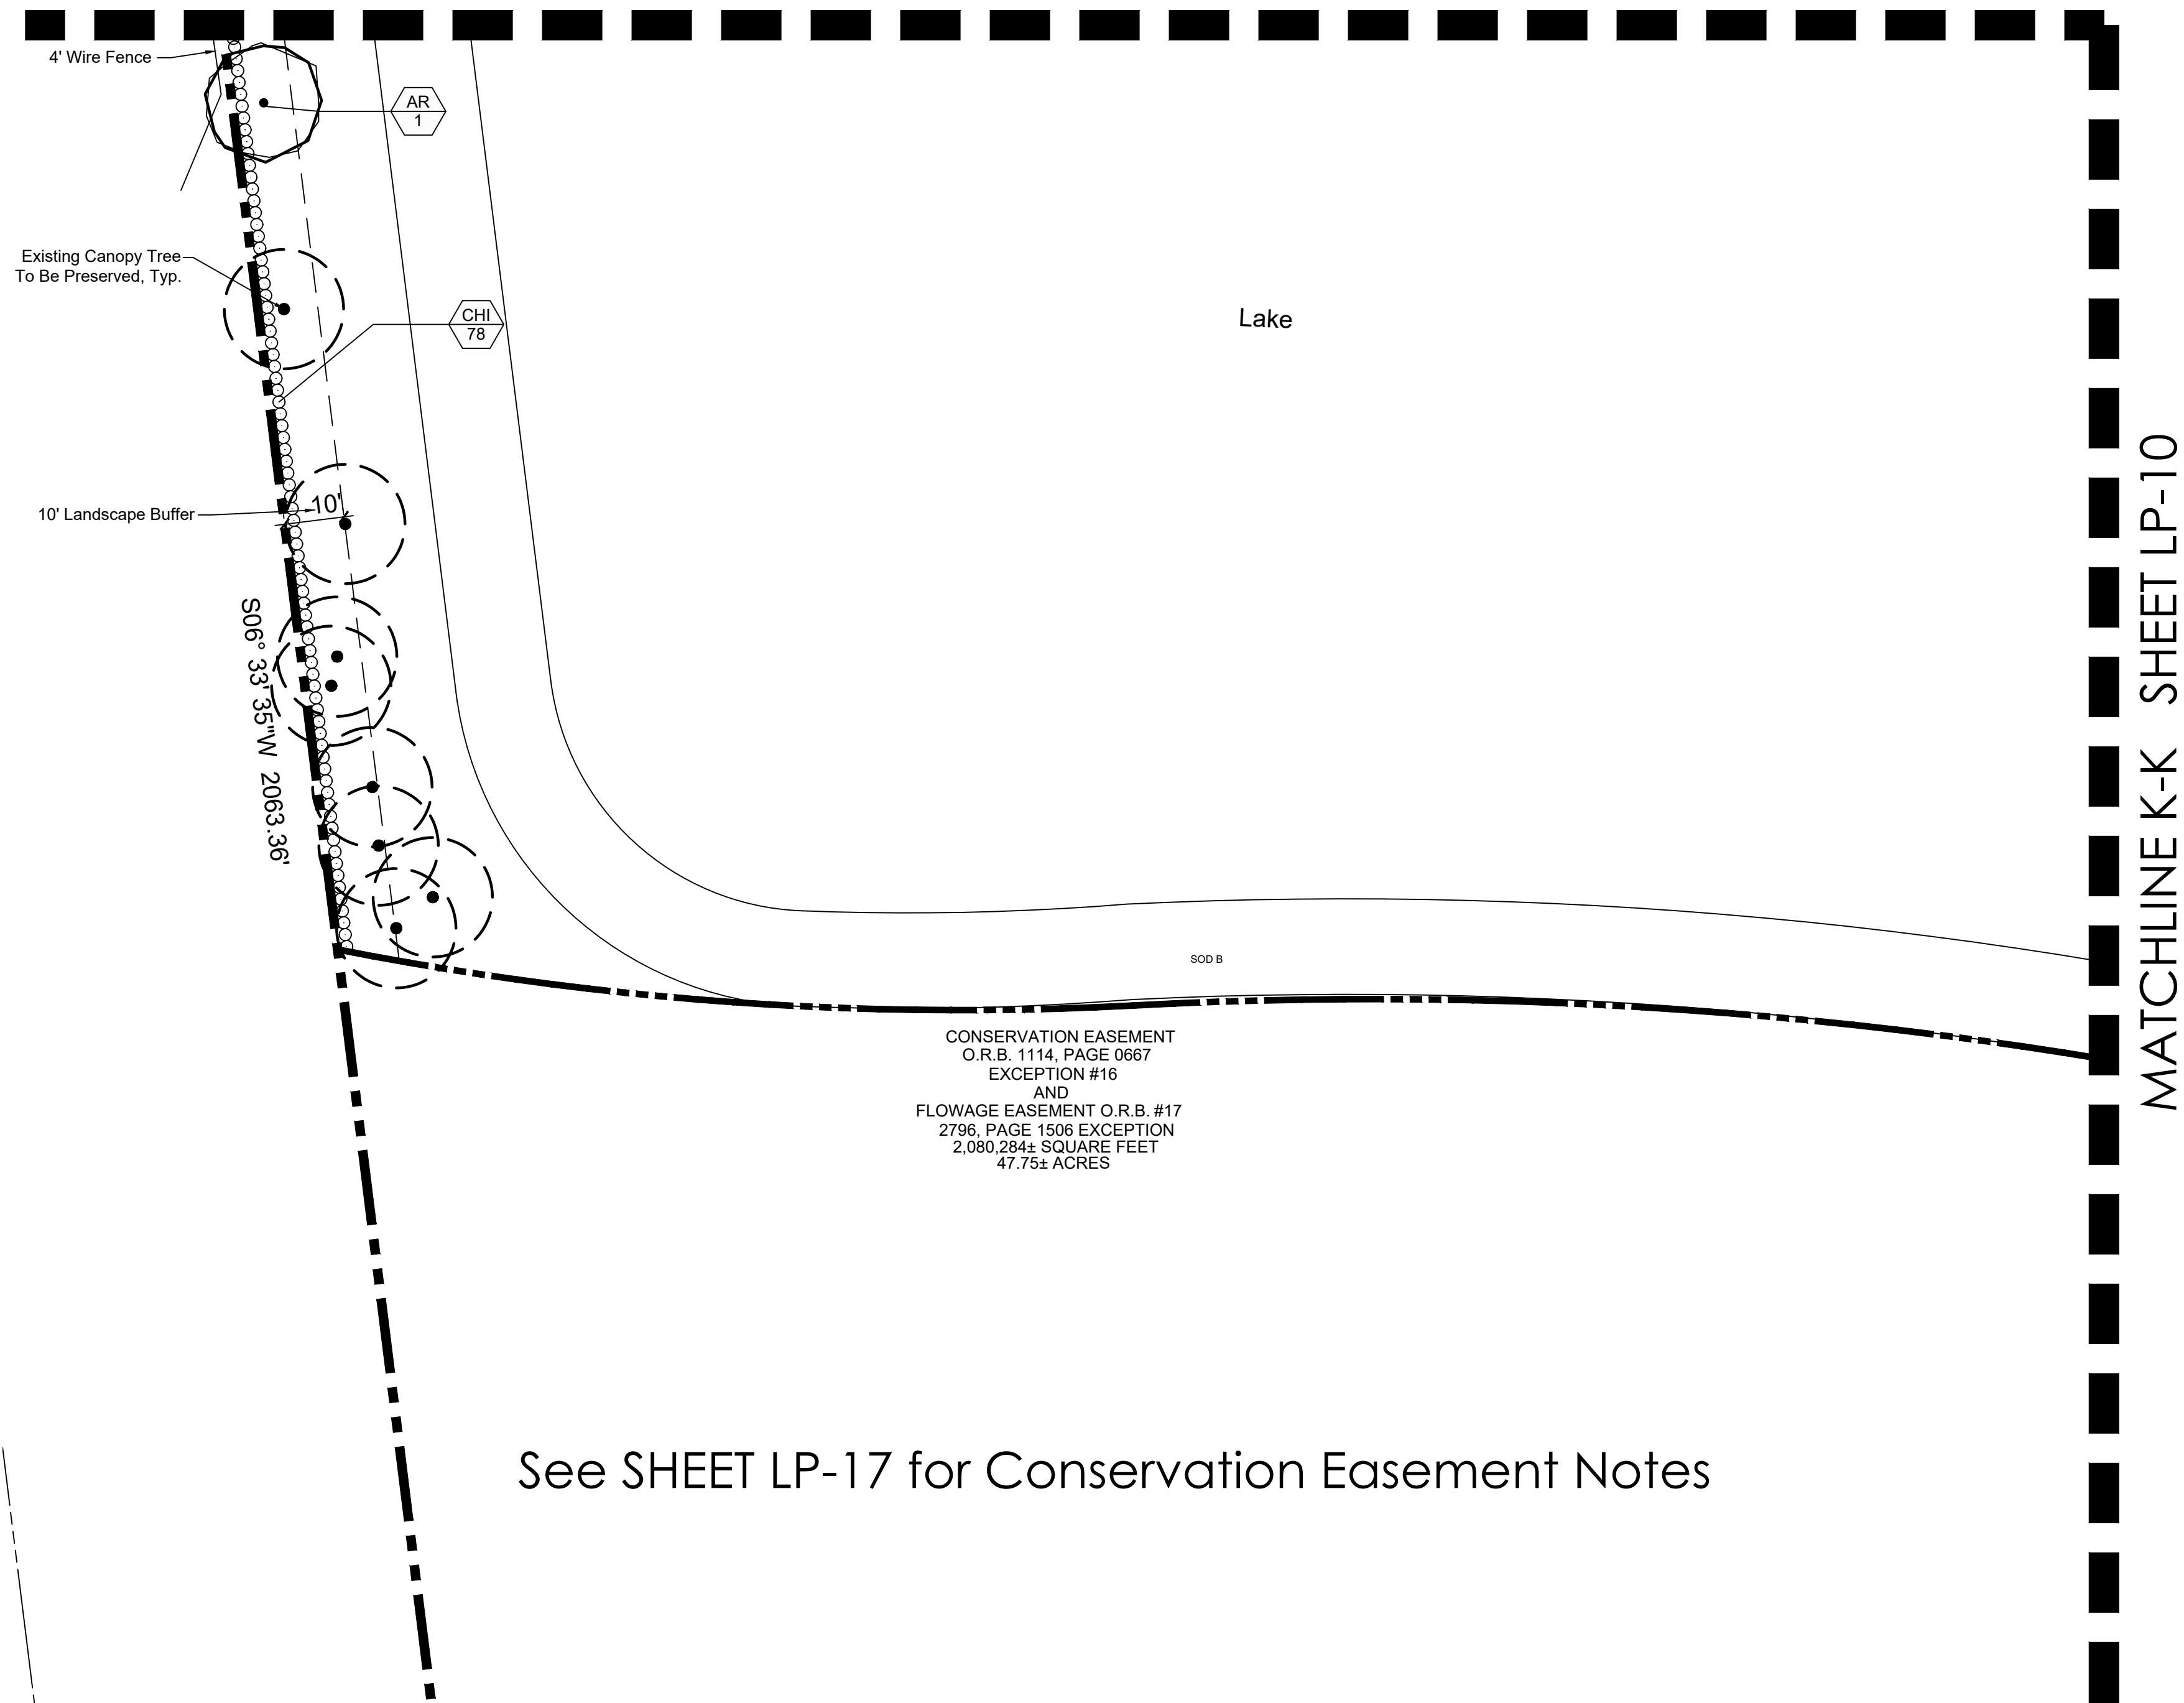 4' Wire Fence
AR
1
Existing Canopy Tree
To Be Preserved, Typ.
CHI
78
Lake
10' Landscape Buffer
10'
S06° 33' 35"W 2063.36'
SOD B
CONSERVATION EASEMENT
O.R.B. 1114, PAGE 0667
EXCEPTION #16
AND
FLOWAGE EASEMENT O.R.B. #17
2796, PAGE 1506 EXCEPTION
2,080,284± SQUARE FEET
47.75± ACRES
See SHEET LP-17 for Conservation Easement Notes
MATCHLINE K-K SHEET LP-10